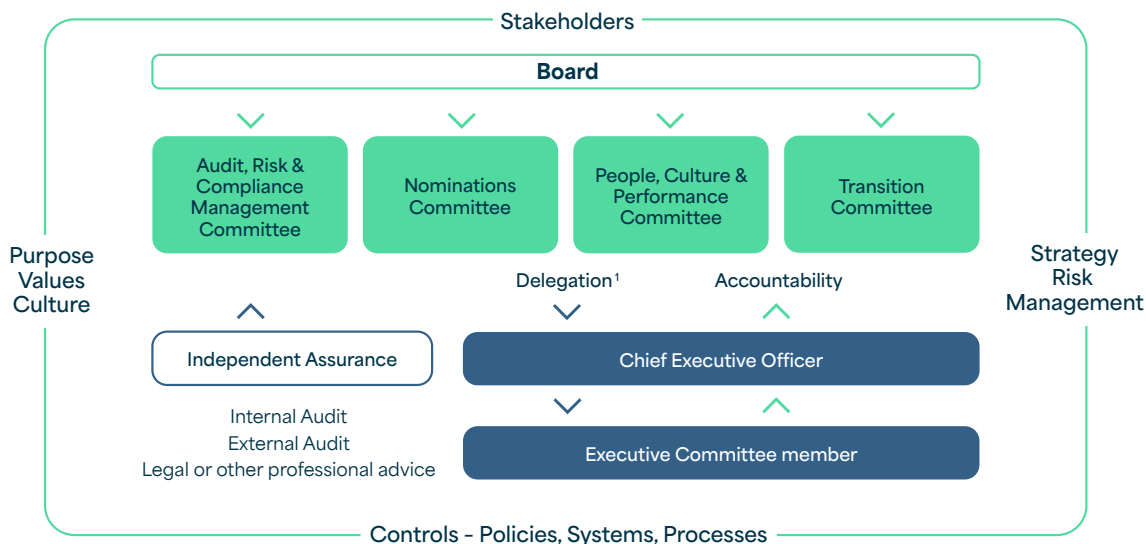 Stakeholders
Board
Audit, Risk &
Compliance
Management
Committee
Nominations
Committee
People, Culture &
Performance
Committee
Transition
Committee
Purpose
Values
Culture
Strategy
Risk
Management
Delegation¹
Accountability
Independent Assurance
Chief Executive Officer
Internal Audit
External Audit
Legal or other professional advice
Executive Committee member
Controls – Policies, Systems, Processes